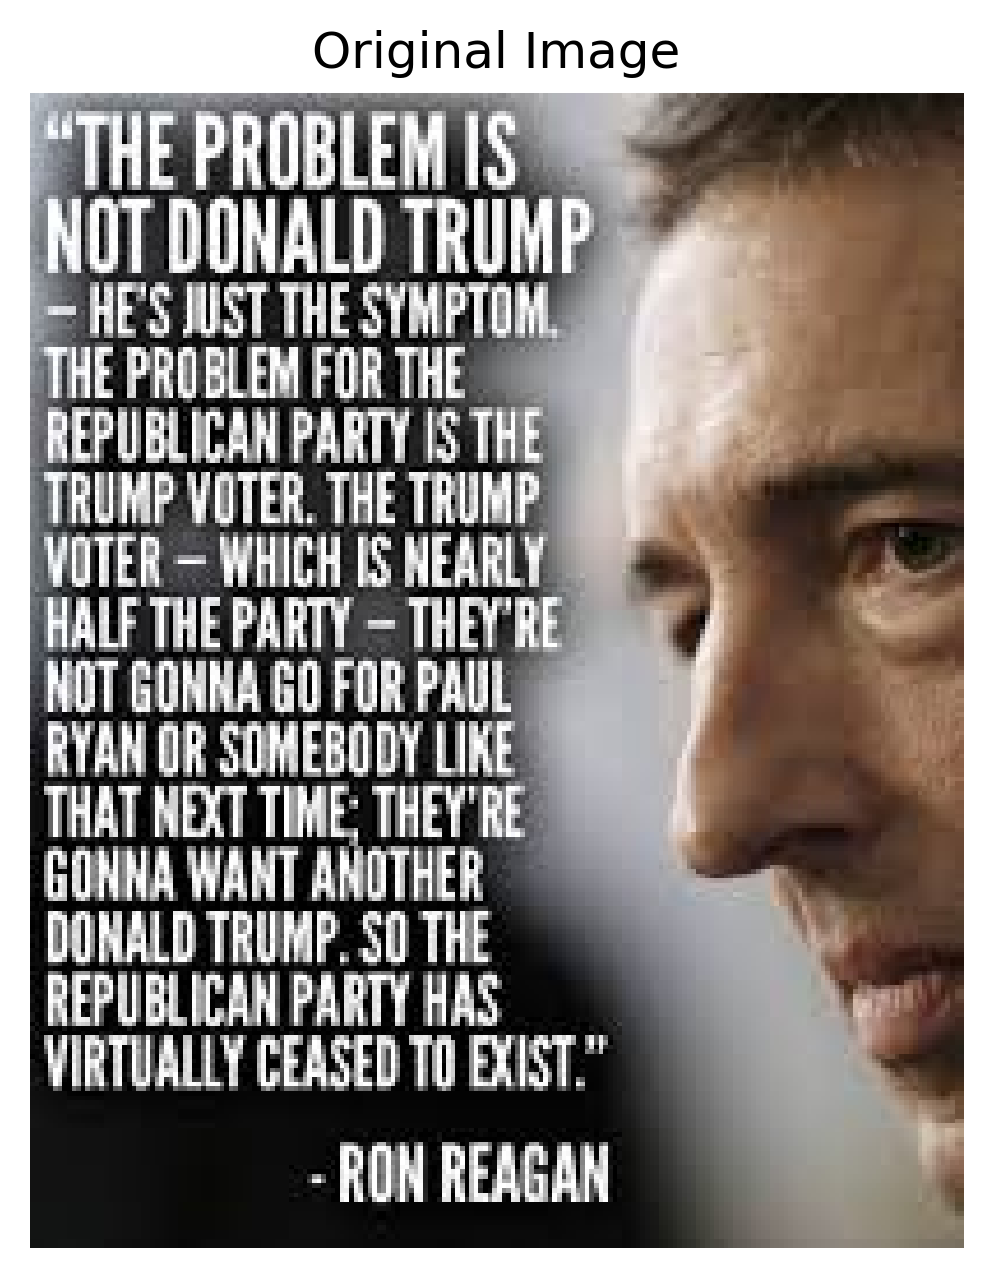 Original Image
“THE PROBLEM IS
NOT DONALD TRUMP
– HE'S JUST THE SYMPTOM.
THE PROBLEM FOR THE
REPUBLICAN PARTY IS THE
TRUMP VOTER. THE TRUMP
VOTER – WHICH IS NEARLY
HALF THE PARTY – THEY'RE
NOT GONNA GO FOR PAUL
RYAN OR SOMEBODY LIKE
THAT NEXT TIME; THEY'RE
GONNA WANT ANOTHER
DONALD TRUMP. SO THE
REPUBLICAN PARTY HAS
VIRTUALLY CEASED TO EXIST.”
- RON REAGAN